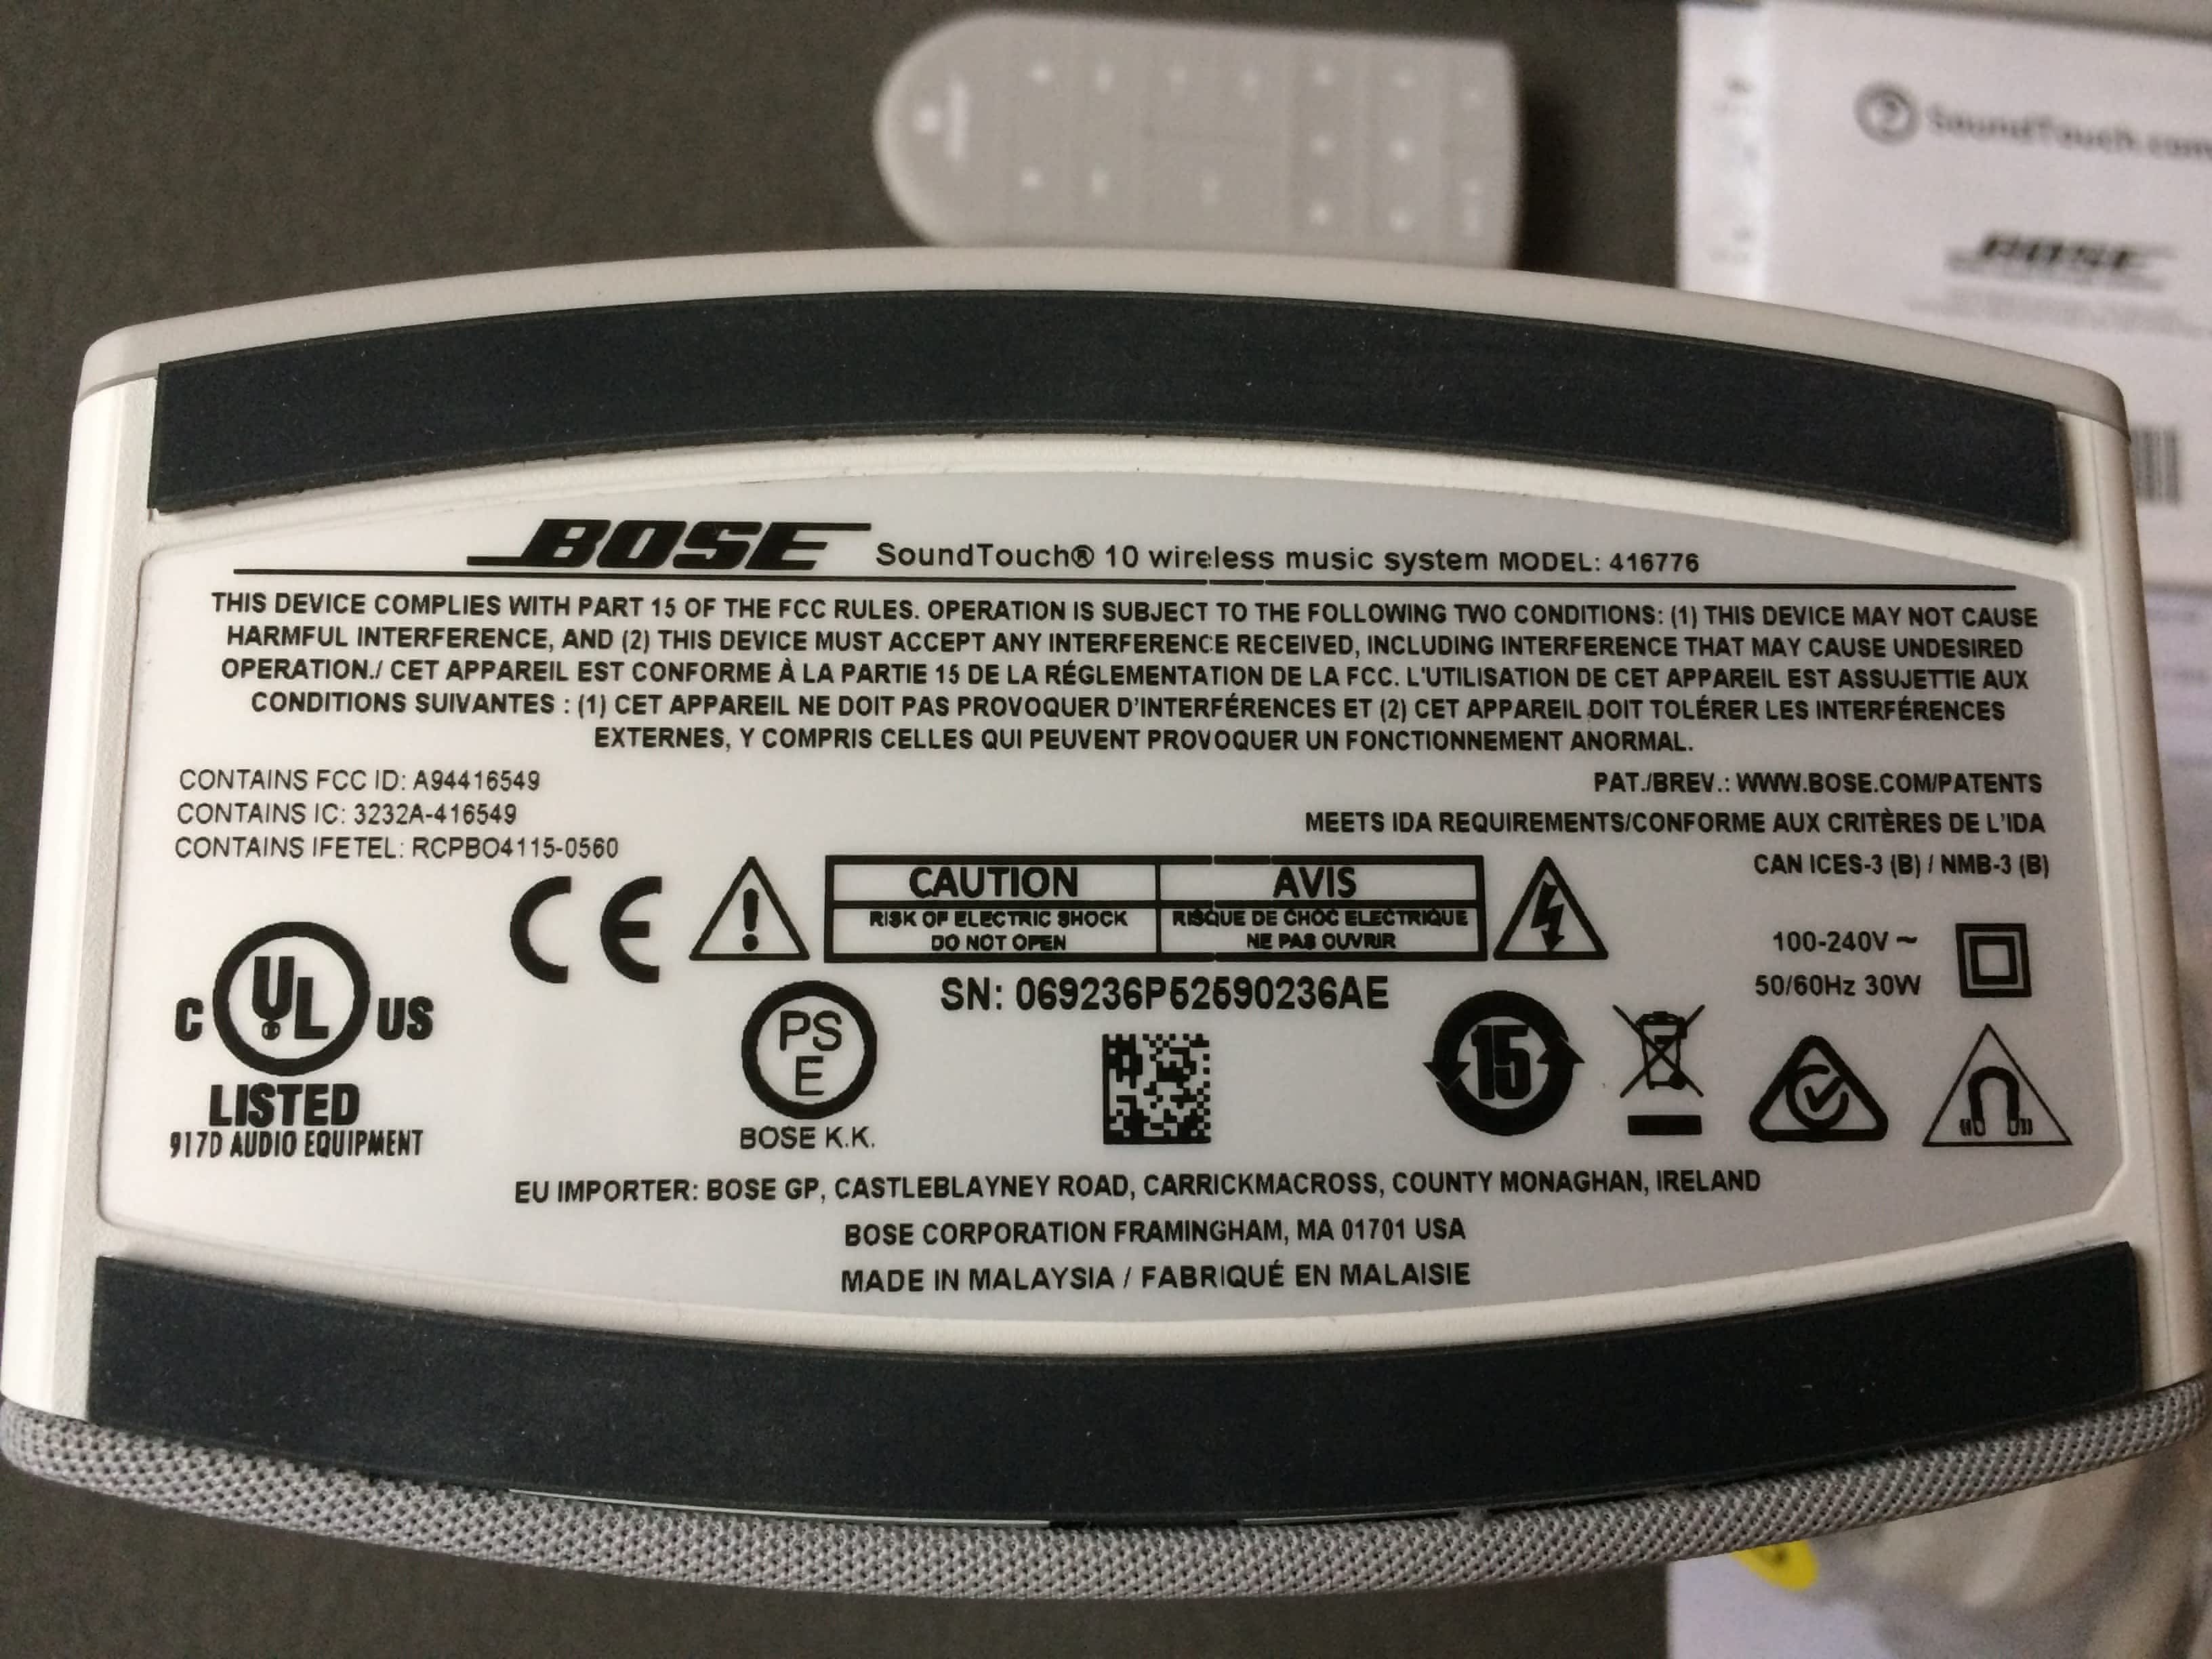 SoundTouch.com
BOSE
BOSE SoundTouch® 10 wireless music system MODEL: 416776
THIS DEVICE COMPLIES WITH PART 15 OF THE FCC RULES. OPERATION IS SUBJECT TO THE FOLLOWING TWO CONDITIONS: (1) THIS DEVICE MAY NOT CAUSE
HARMFUL INTERFERENCE, AND (2) THIS DEVICE MUST ACCEPT ANY INTERFERENCE RECEIVED, INCLUDING INTERFERENCE THAT MAY CAUSE UNDESIRED
OPERATION./ CET APPAREIL EST CONFORME À LA PARTIE 15 DE LA RÉGLEMENTATION DE LA FCC. L'UTILISATION DE CET APPAREIL EST ASSUJETTIE AUX
CONDITIONS SUIVANTES : (1) CET APPAREIL NE DOIT PAS PROVOQUER D'INTERFÉRENCES ET (2) CET APPAREIL DOIT TOLÉRER LES INTERFÉRENCES
EXTERNES, Y COMPRIS CELLES QUI PEUVENT PROVOQUER UN FONCTIONNEMENT ANORMAL.
CONTAINS FCC ID: A94416549
CONTAINS IC: 3232A-416549
CONTAINS IFETEL: RCPBO4115-0560
PAT./BREV.: WWW.BOSE.COM/PATENTS
MEETS IDA REQUIREMENTS/CONFORME AUX CRITÈRES DE L'IDA
CAN ICES-3 (B) / NMB-3 (B)
CE
CAUTION
RISK OF ELECTRIC SHOCK
DO NOT OPEN
AVIS
RISQUE DE CHOC ELECTRIQUE
NE PAS OUVRIR
100-240V ~
50/60Hz 30W
SN: 069236P52590236AE
C UL US
LISTED
917D AUDIO EQUIPMENT
PS
E
BOSE K.K.
15
EU IMPORTER: BOSE GP, CASTLEBLAYNEY ROAD, CARRICKMACROSS, COUNTY MONAGHAN, IRELAND
BOSE CORPORATION FRAMINGHAM, MA 01701 USA
MADE IN MALAYSIA / FABRIQUÉ EN MALAISIE